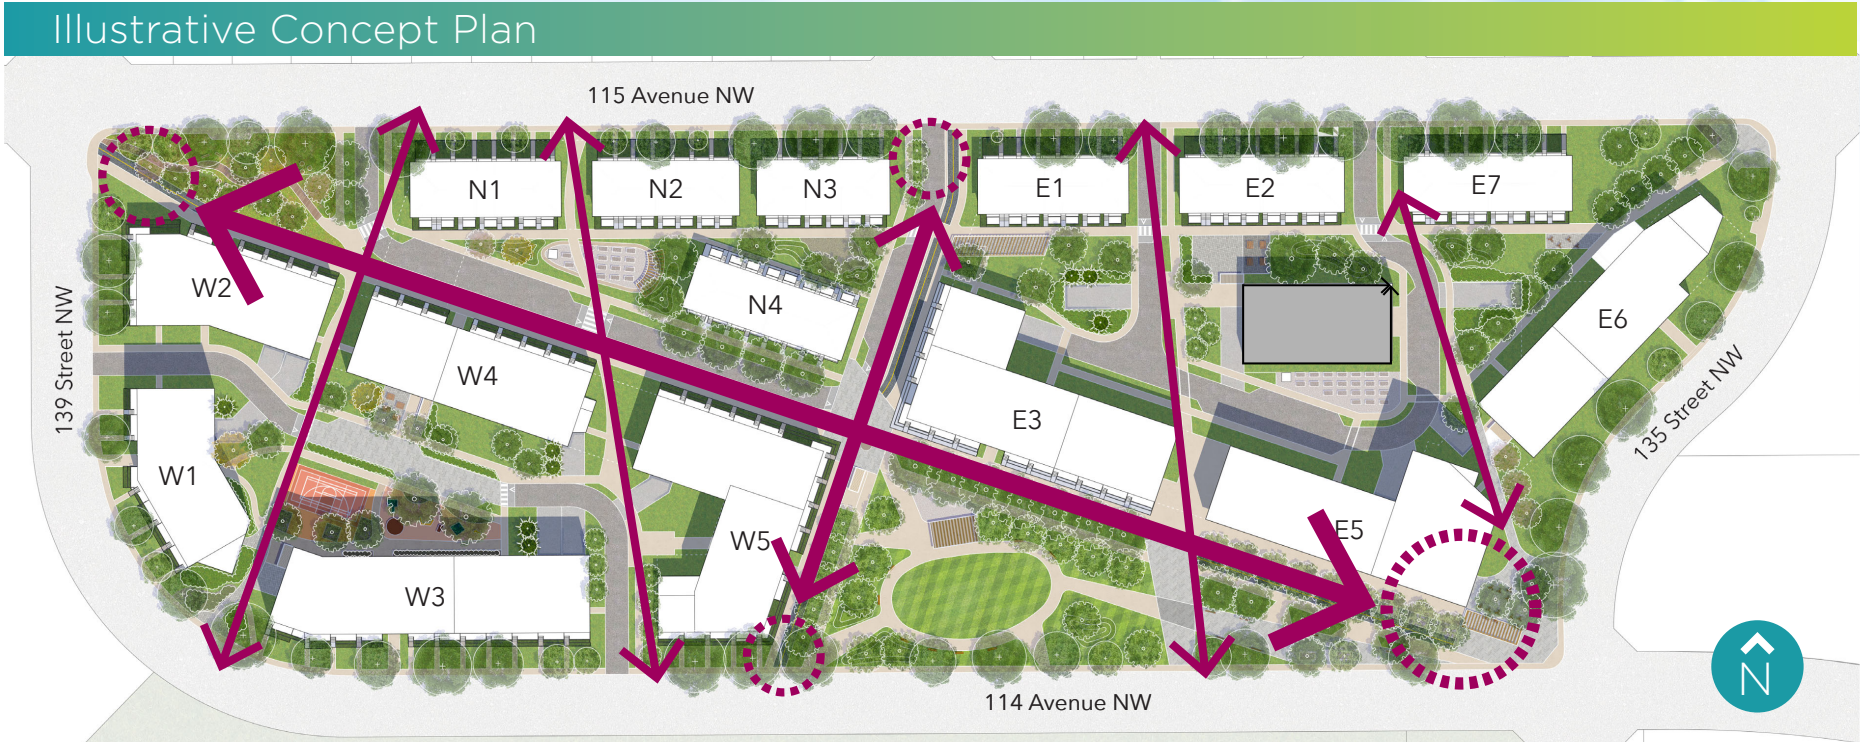 Illustrative Concept Plan
115 Avenue NW
N1
N2
N3
E1
E2
E7
W2
N4
E6
139 Street NW
W4
E3
135 Street NW
W1
W5
E5
W3
114 Avenue NW
N